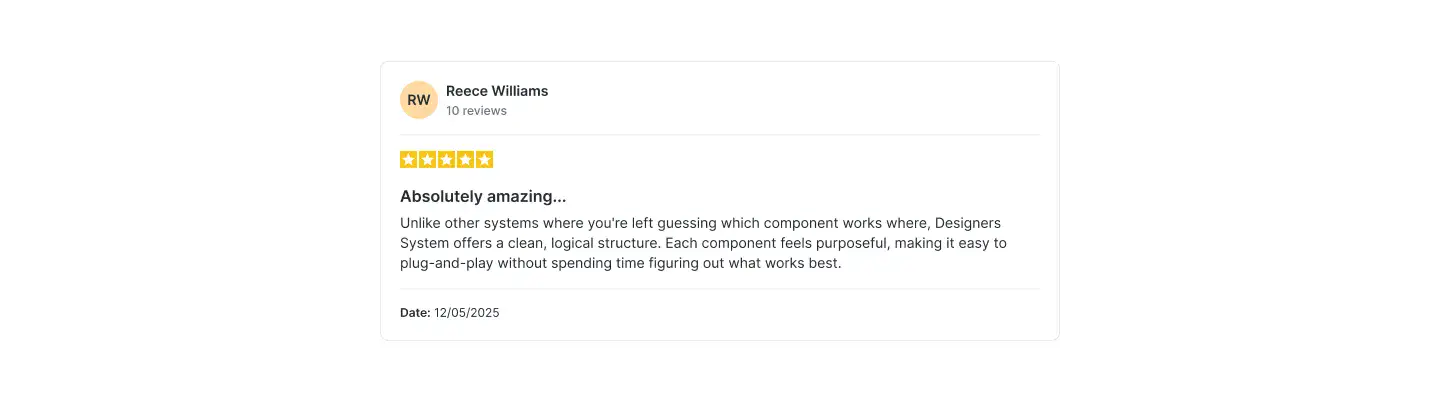 RW
Reece Williams
10 reviews
Absolutely amazing...
Unlike other systems where you're left guessing which component works where, Designers
System offers a clean, logical structure. Each component feels purposeful, making it easy to
plug-and-play without spending time figuring out what works best.
Date: 12/05/2025